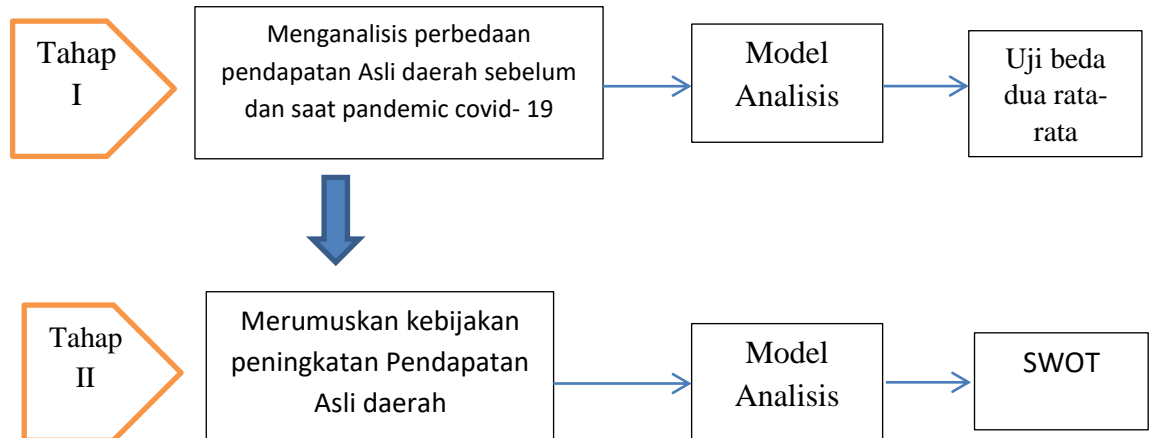 Tahap
I
Menganalisis perbedaan
pendapatan Asli daerah sebelum
dan saat pandemic covid- 19
Model
Analisis
Uji beda
dua rata-
rata
Tahap
II
Merumuskan kebijakan
peningkatan Pendapatan
Asli daerah
Model
Analisis
SWOT